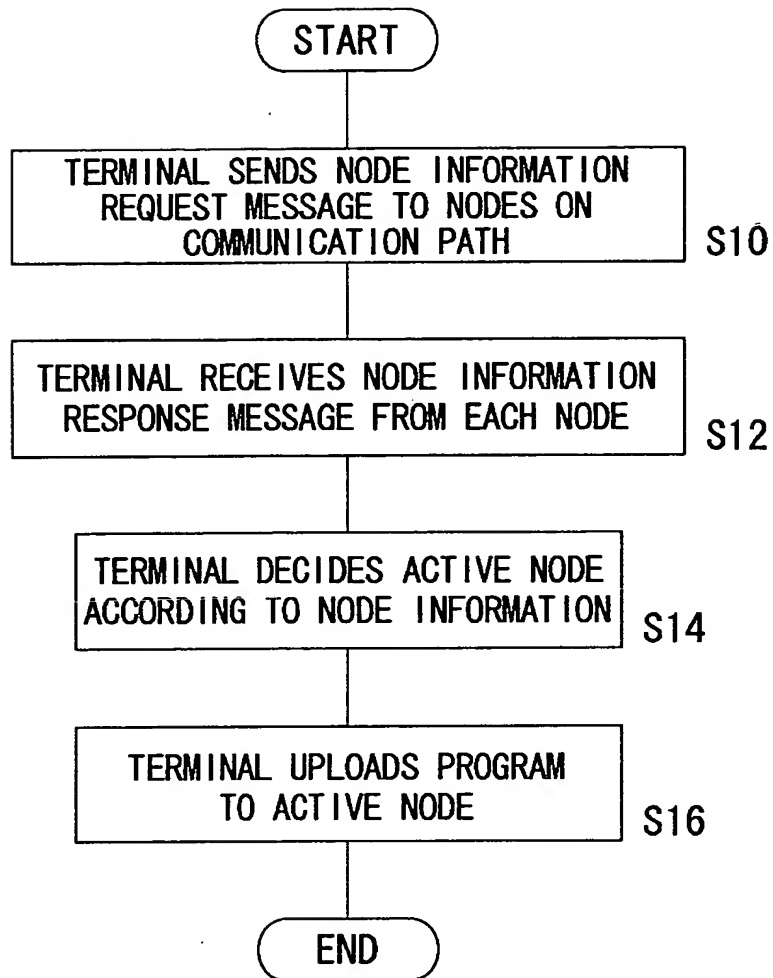 START
TERMINAL SENDS NODE INFORMATION
REQUEST MESSAGE TO NODES ON
COMMUNICATION PATH
S10
TERMINAL RECEIVES NODE INFORMATION
RESPONSE MESSAGE FROM EACH NODE
S12
TERMINAL DECIDES ACTIVE NODE
ACCORDING TO NODE INFORMATION
S14
TERMINAL UPLOADS PROGRAM
TO ACTIVE NODE
S16
END